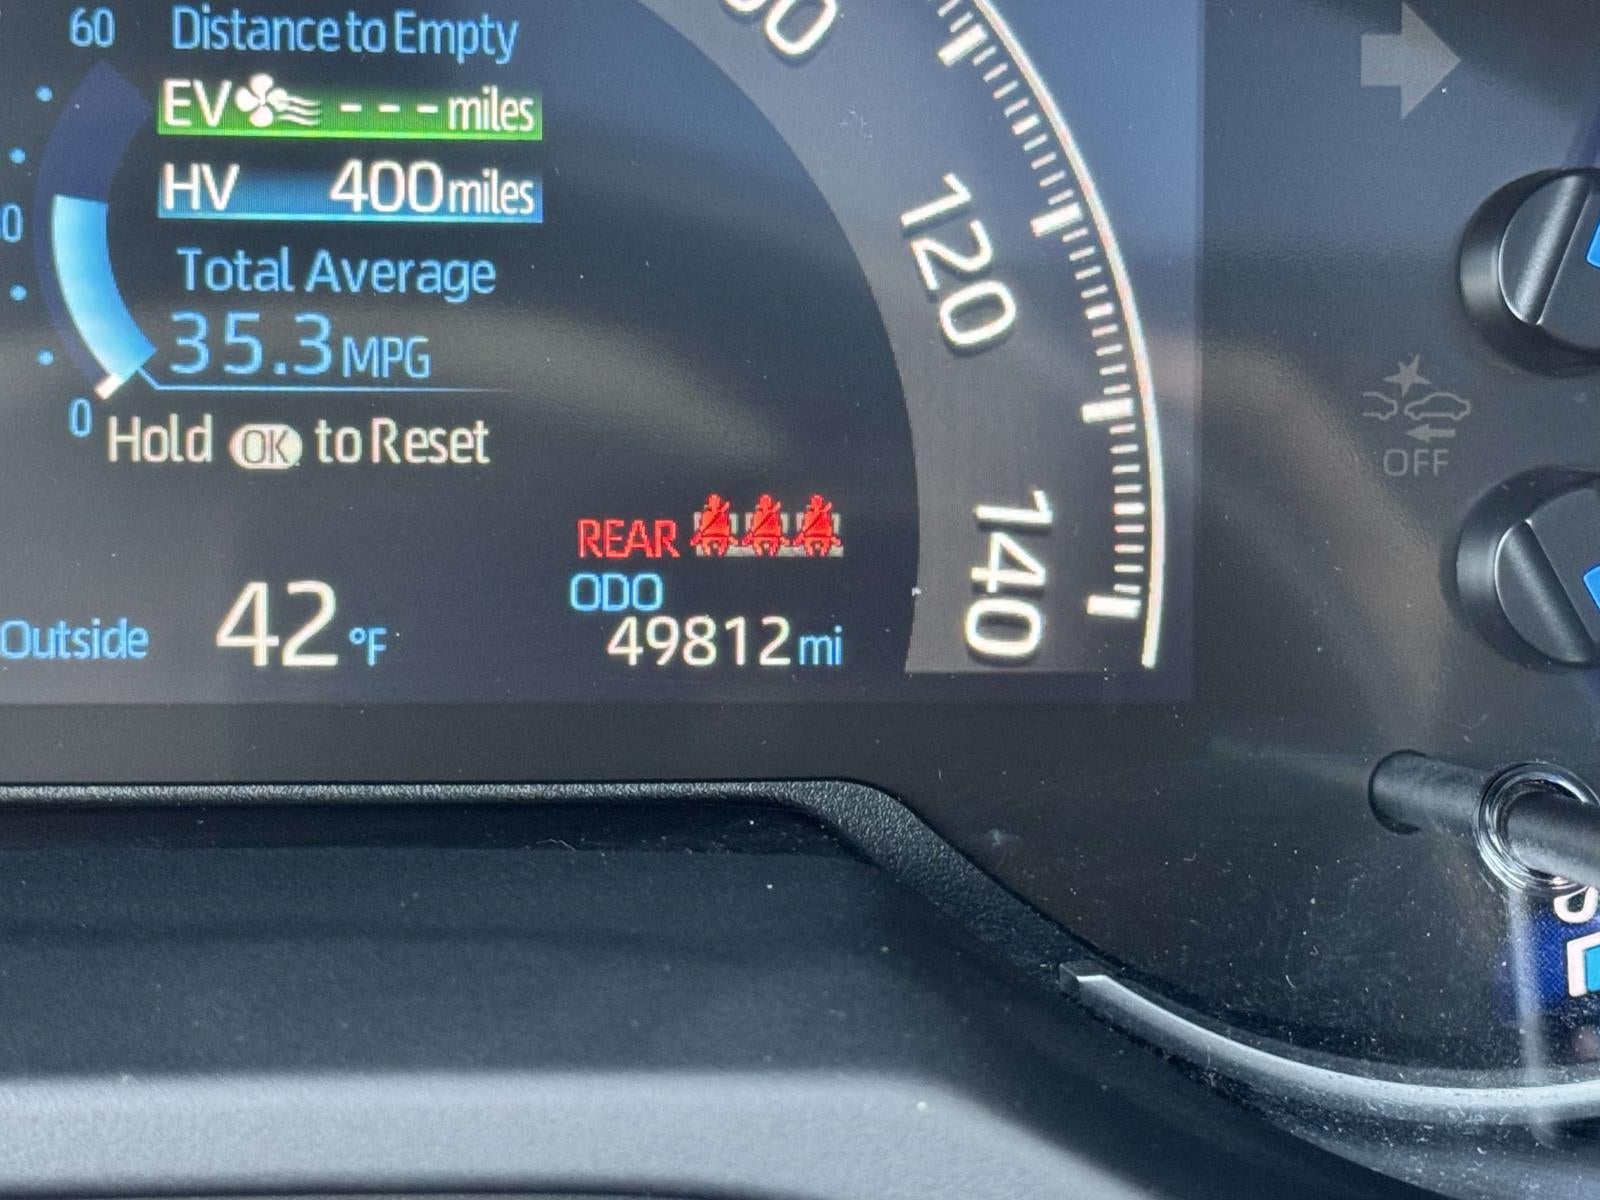 60
Distance to Empty
EV --- miles
HV 400 miles
Total Average
35.3 MPG
0
Hold OK to Reset
REAR
ODO
Outside 42 °F
49812 mi
120
140
OFF